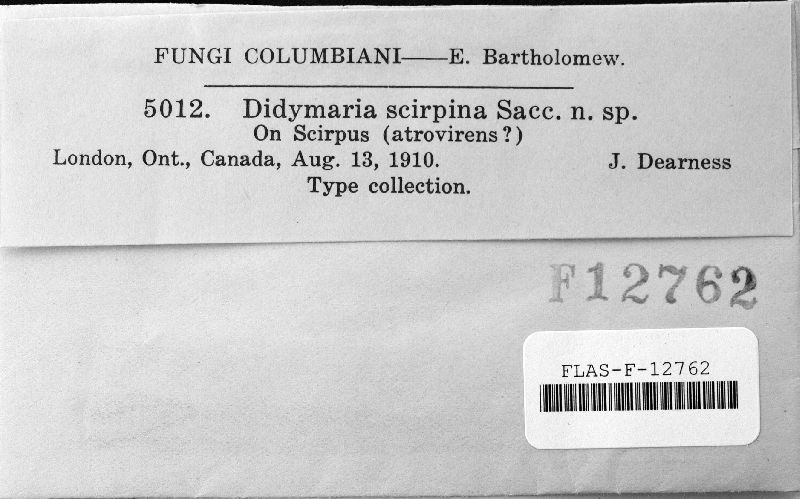 FUNGI COLUMBIANI——E. Bartholomew.
5012. Didymaria scirpina Sacc. n. sp.
On Scirpus (atrovirens?)
London, Ont., Canada, Aug. 13, 1910. J. Dearness
Type collection.
F12762
FLAS-F-12762